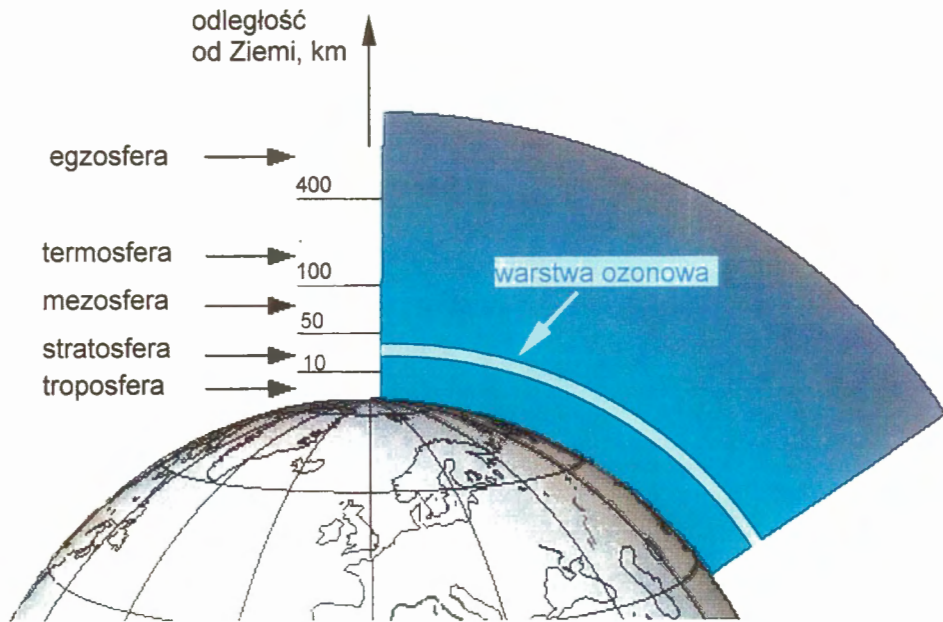 odległość
od Ziemi, km
egzosfera
400
termosfera
warstwa ozonowa
100
mezosfera
50
stratosfera
10
troposfera